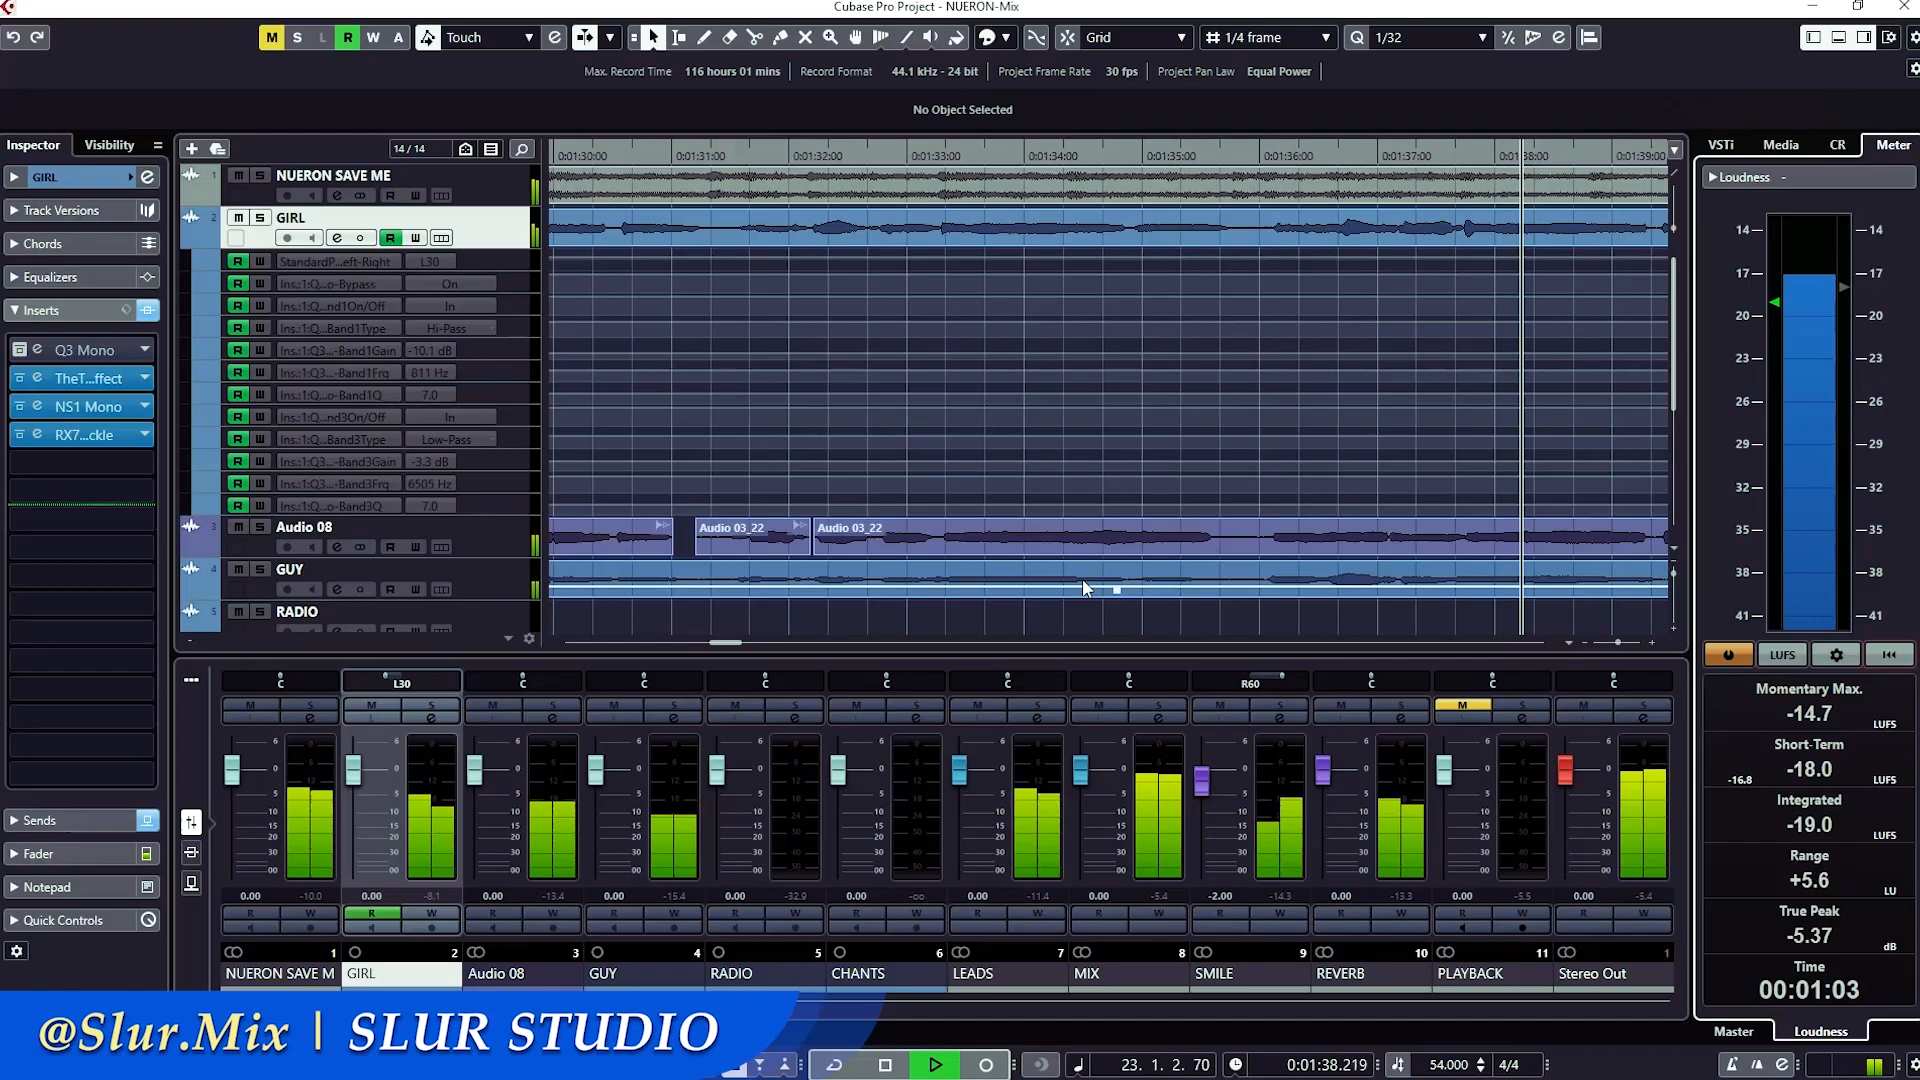 Cubase Pro Project - NUERON-Mix
M S L R W A Touch Grid 1/4 frame Q 1/32
Max. Record Time 116 hours 01 mins Record Format 44.1 kHz - 24 bit Project Frame Rate 30 fps Project Pan Law Equal Power
No Object Selected
Inspector Visibility 14 / 14 VSTi Media CR Meter
0:01:30:00 0:01:31:00 0:01:32:00 0:01:33:00 0:01:34:00 0:01:35:00 0:01:36:00 0:01:37:00 0:01:38:00 0:01:39:00
GIRL
Track Versions
Chords
Equalizers
Inserts
Q3 Mono
TheT...ffect
NS1 Mono
RX7...ckle
Sends
Fader
Notepad
Quick Controls
1 m S NUERON SAVE ME
2 m S GIRL
R StandardP...eft-Right L30
R Ins.:1:Q...o-Bypass On
R Ins.:1:Q...nd1On/Off In
R Ins.:1:Q...Band1Type Hi-Pass
R Ins.:1:Q3...-Band1Gain -10.1 dB
R Ins.:1:Q3...-Band1Frq 811 Hz
R Ins.:1:Q...o-Band1Q 7.0
R Ins.:1:Q...nd3On/Off In
R Ins.:1:Q...Band3Type Low-Pass
R Ins.:1:Q3...-Band3Gain -3.3 dB
R Ins.:1:Q3...-Band3Frq 6505 Hz
R Ins.:1:Q...o-Band3Q 7.0
3 m S Audio 08
Audio 03_22 Audio 03_22
4 m S GUY
5 m S RADIO
Loudness -
14 14
17 17
20 20
23 23
26 26
29 29
32 32
35 35
38 38
41 41
LUFS
Momentary Max.
-14.7 LUFS
Short-Term
-16.8 -18.0 LUFS
Integrated
-19.0 LUFS
Range
+5.6 LU
True Peak
-5.37 dB
Time
00:01:03
Master Loudness
C L30 C C C C C C R60 C C C
M S M S M S M S M S M S M S M S M S M S M S M S
0.00 -10.0 0.00 -8.1 0.00 -13.4 0.00 -15.4 0.00 -32.9 0.00 -oo 0.00 -11.4 0.00 -5.4 -2.00 -14.3 0.00 -13.3 0.00 -5.5 0.00 -5.4
R W R W R W R W R W R W R W R W R W R W R W R W
1 2 3 4 5 6 7 8 9 10 11 1
NUERON SAVE M GIRL Audio 08 GUY RADIO CHANTS LEADS MIX SMILE REVERB PLAYBACK Stereo Out
@Slur.Mix | SLUR STUDIO
23. 1. 2. 70 0:01:38.219 54.000 4/4